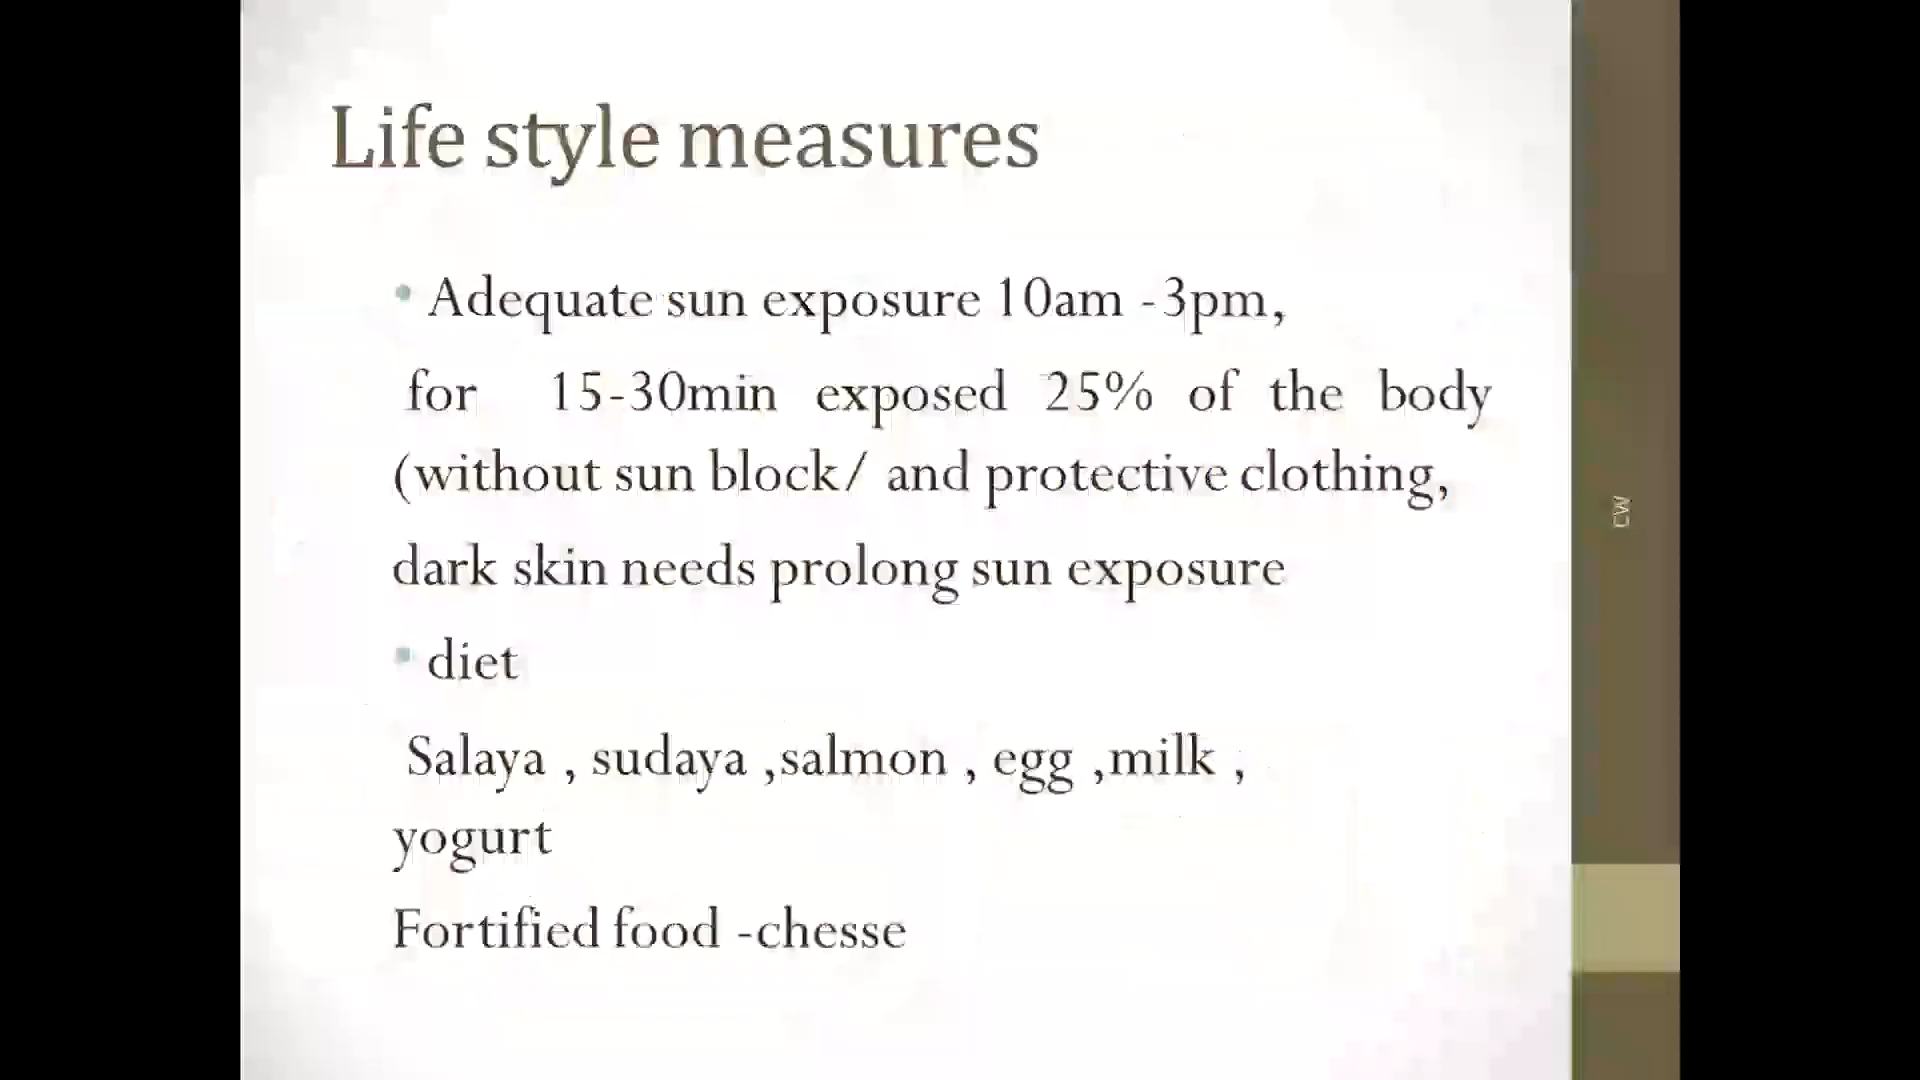 Life style measures
• Adequate sun exposure 10am -3pm,
for 15-30min exposed 25% of the body
(without sun block/ and protective clothing,
dark skin needs prolong sun exposure
• diet
Salaya , sudaya ,salmon , egg ,milk ,
yogurt
Fortified food -chesse
CW